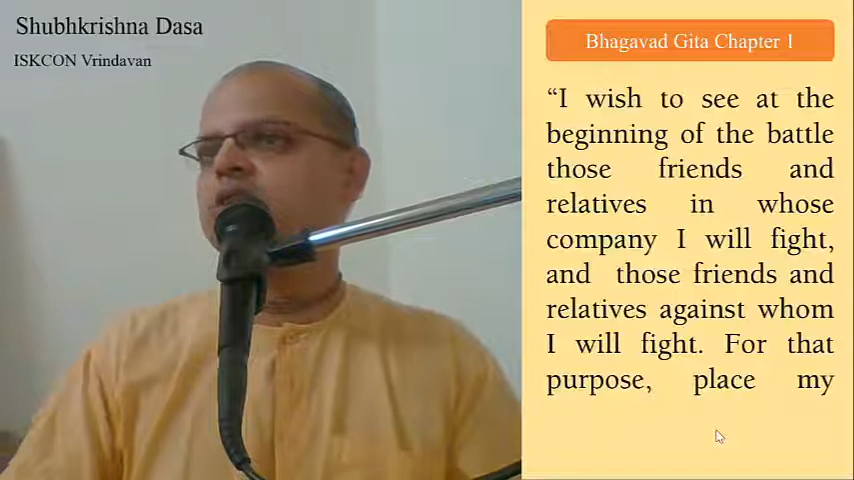 Shubhkrishna Dasa
ISKCON Vrindavan
Bhagavad Gita Chapter 1
“I wish to see at the
beginning of the battle
those friends and
relatives in whose
company I will fight,
and those friends and
relatives against whom
I will fight. For that
purpose, place my